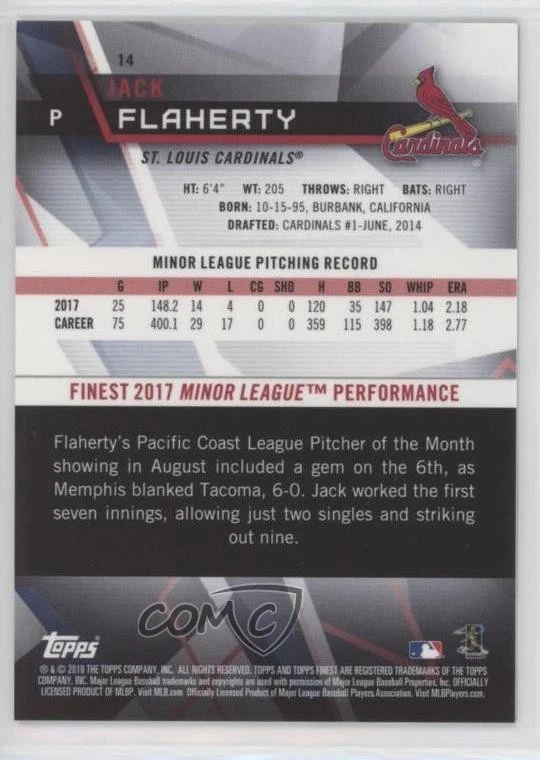 14
JACK
P FLAHERTY
ST. LOUIS CARDINALS®
Cardinals
HT: 6'4" WT: 205 THROWS: RIGHT BATS: RIGHT
BORN: 10-15-95, BURBANK, CALIFORNIA
DRAFTED: CARDINALS #1-JUNE, 2014
MINOR LEAGUE PITCHING RECORD
G IP W L CG SHO H BB SO WHIP ERA
2017 25 148.2 14 4 0 0 120 35 147 1.04 2.18
CAREER 75 400.1 29 17 0 0 359 115 398 1.18 2.77
FINEST 2017 MINOR LEAGUE™ PERFORMANCE
Flaherty's Pacific Coast League Pitcher of the Month
showing in August included a gem on the 6th, as
Memphis blanked Tacoma, 6-0. Jack worked the first
seven innings, allowing just two singles and striking
out nine.
COMC
Topps
® & © 2018 THE TOPPS COMPANY, INC. ALL RIGHTS RESERVED. TOPPS AND TOPPS FINEST ARE REGISTERED TRADEMARKS OF THE TOPPS
COMPANY, INC. Major League Baseball trademarks and copyrights are used with permission of Major League Baseball Properties, Inc. OFFICIALLY
LICENSED PRODUCT OF MLBP. Visit MLB.com Officially Licensed Product of Major League Baseball Players Association. Visit MLBPlayers.com.